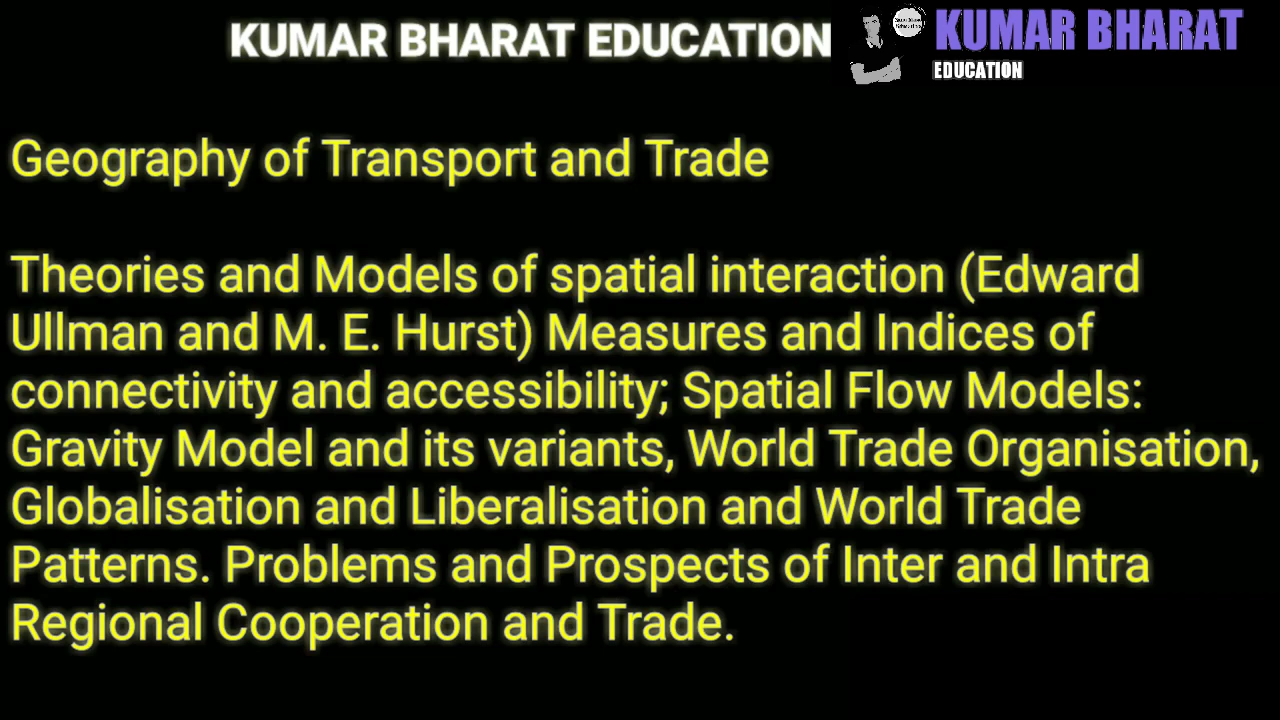 KUMAR BHARAT EDUCATION
KUMAR BHARAT
EDUCATION
Geography of Transport and Trade
Theories and Models of spatial interaction (Edward
Ullman and M. E. Hurst) Measures and Indices of
connectivity and accessibility; Spatial Flow Models:
Gravity Model and its variants, World Trade Organisation,
Globalisation and Liberalisation and World Trade
Patterns. Problems and Prospects of Inter and Intra
Regional Cooperation and Trade.